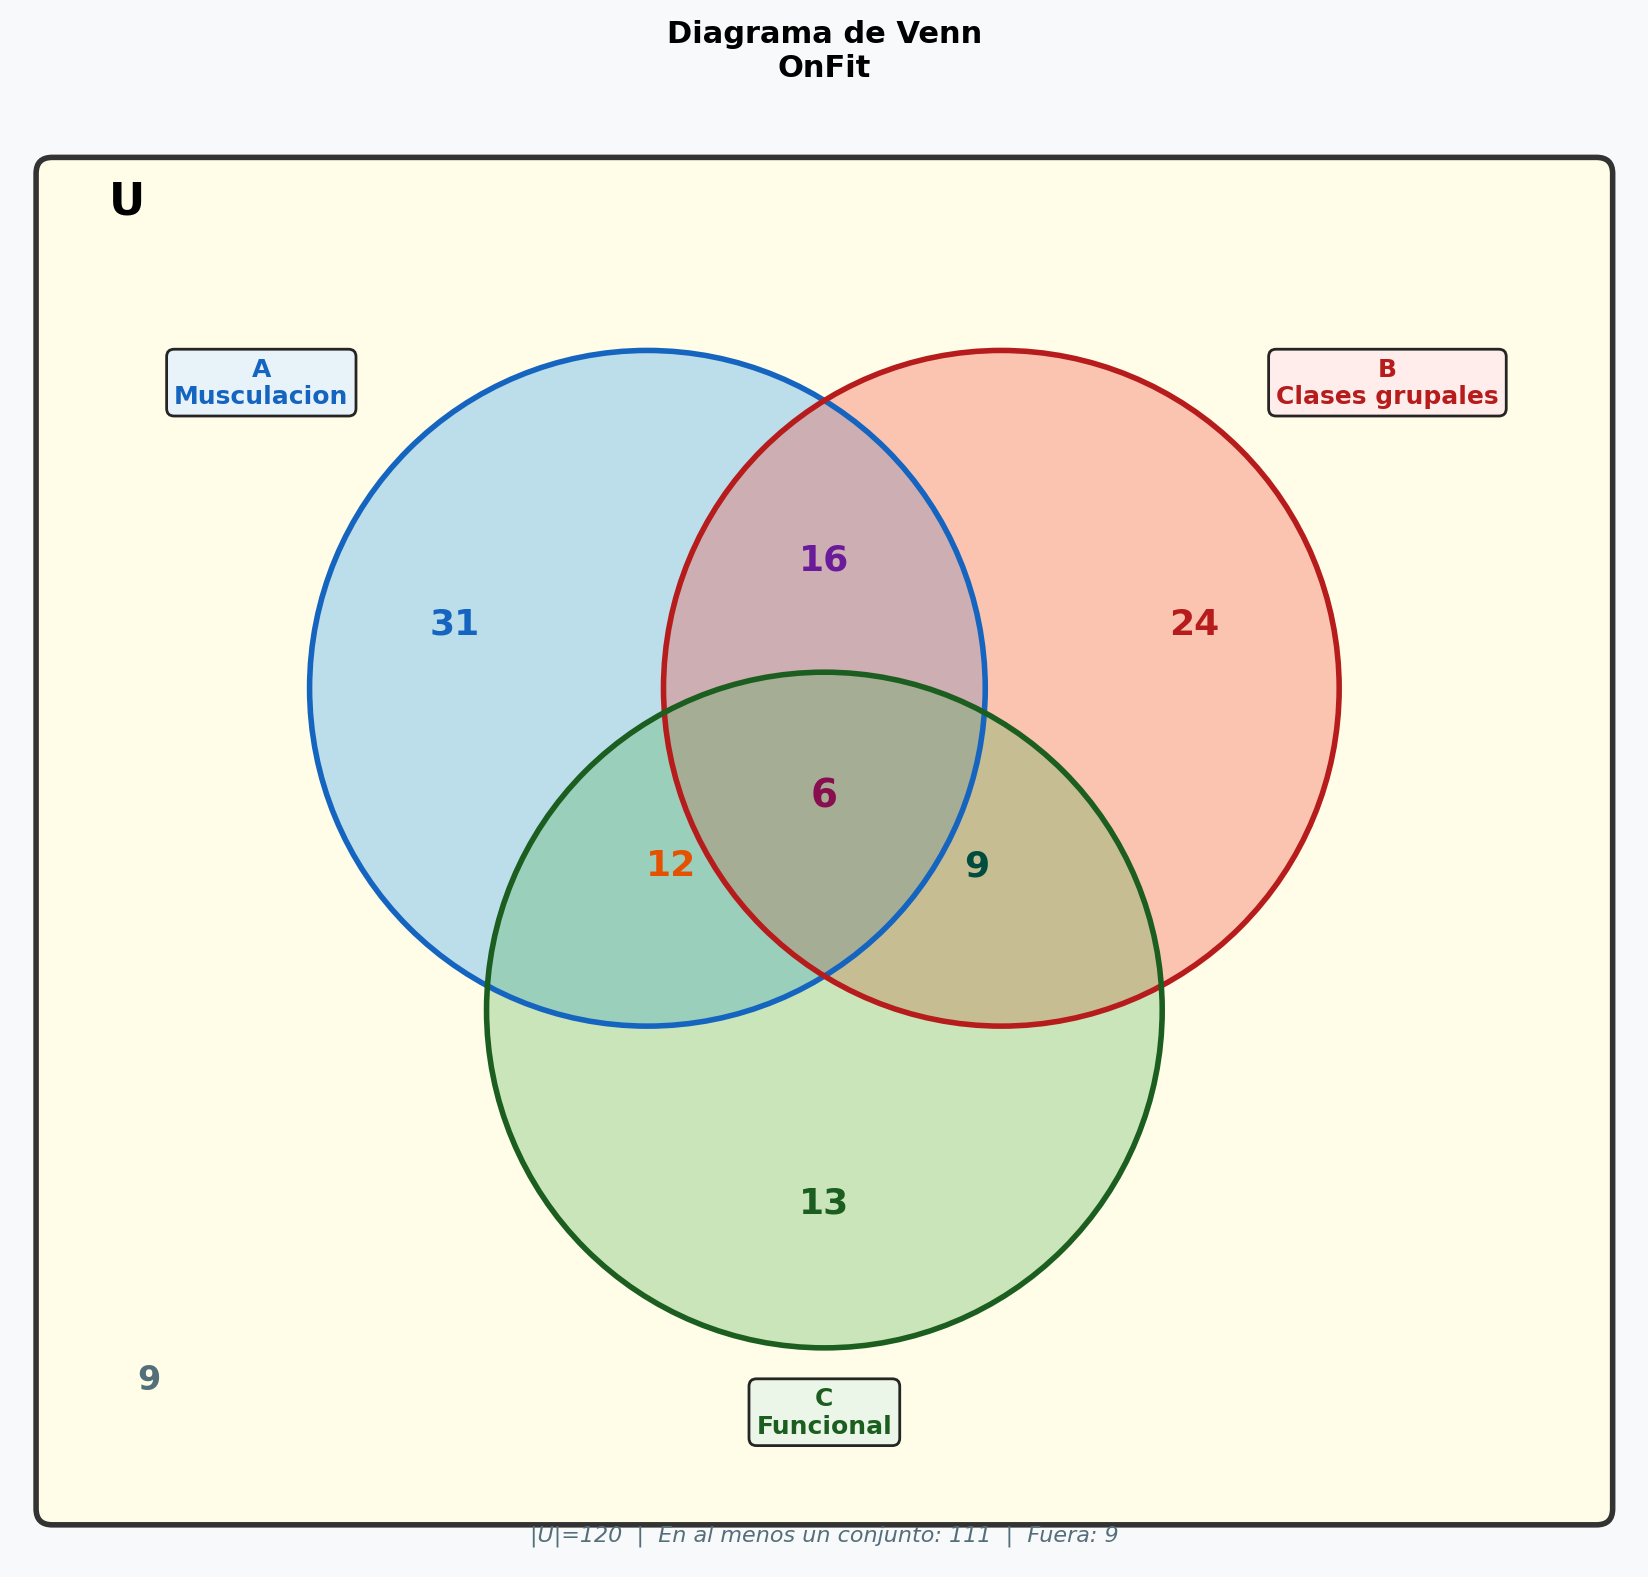 Diagrama de Venn
OnFit
U
A
Musculacion
B
Clases grupales
16
31
24
6
12
9
13
9
C
Funcional
|U|=120 | En al menos un conjunto: 111 | Fuera: 9